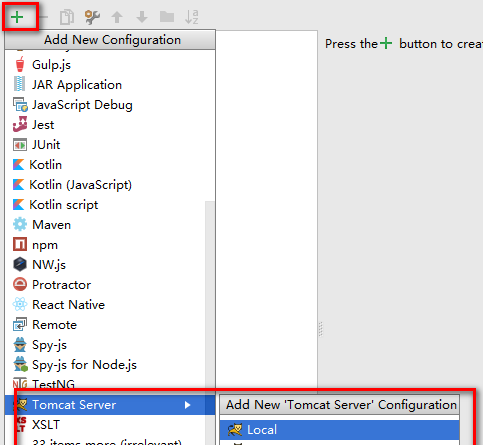 Add New Configuration
Press the + button to crea
Gulp.js
JAR Application
JavaScript Debug
Jest
JUnit
Kotlin
Kotlin (JavaScript)
Kotlin script
Maven
npm
NW.js
Protractor
React Native
Remote
Spy-js
Spy-js for Node.js
TestNG
Tomcat Server
Add New 'Tomcat Server' Configuration
XSLT
Local
33 items more (irrelevant)